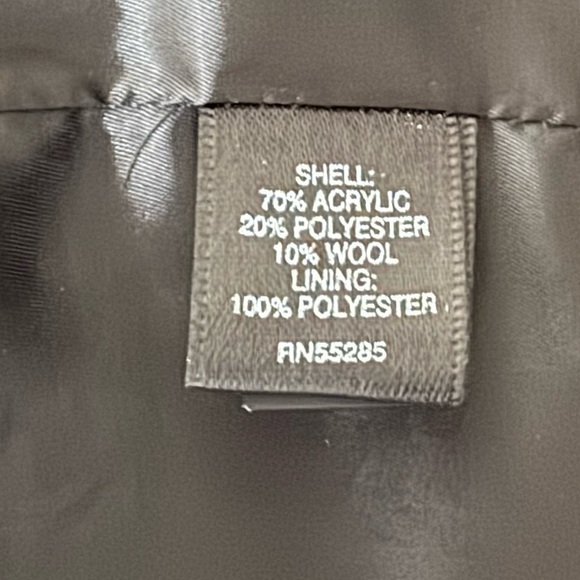 SHELL:
70% ACRYLIC
20% POLYESTER
10% WOOL
LINING:
100% POLYESTER
RN55285